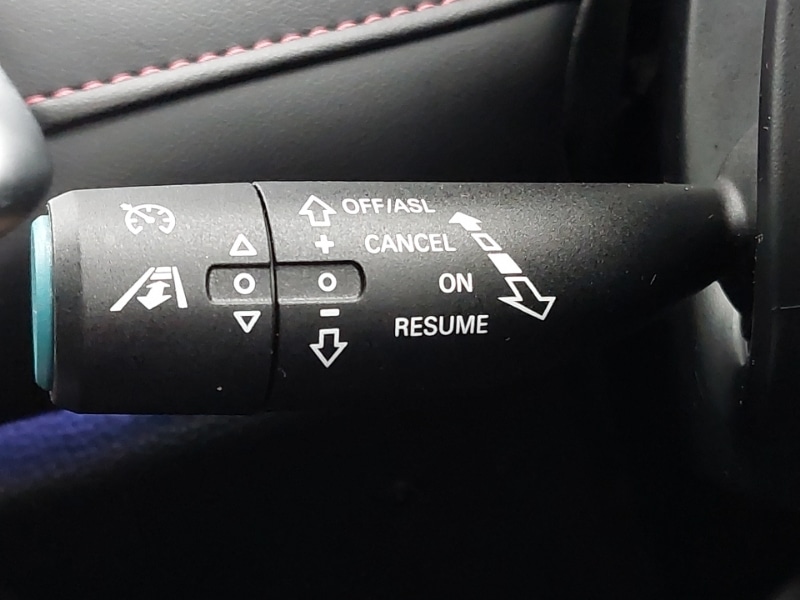 OFF/ASL
+ CANCEL
ON
-
RESUME